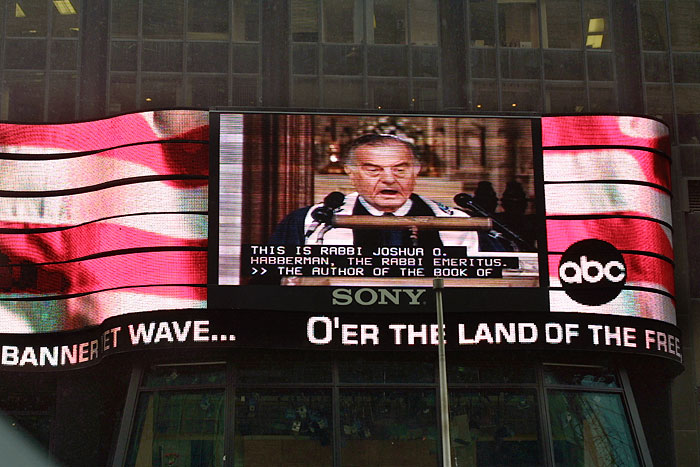 THIS IS RABBI JOSHUA O.
HABBERMAN, THE RABBI EMERITUS.
>> THE AUTHOR OF THE BOOK OF
abc
SONY
BANNER ET WAVE... O'ER THE LAND OF THE FREE